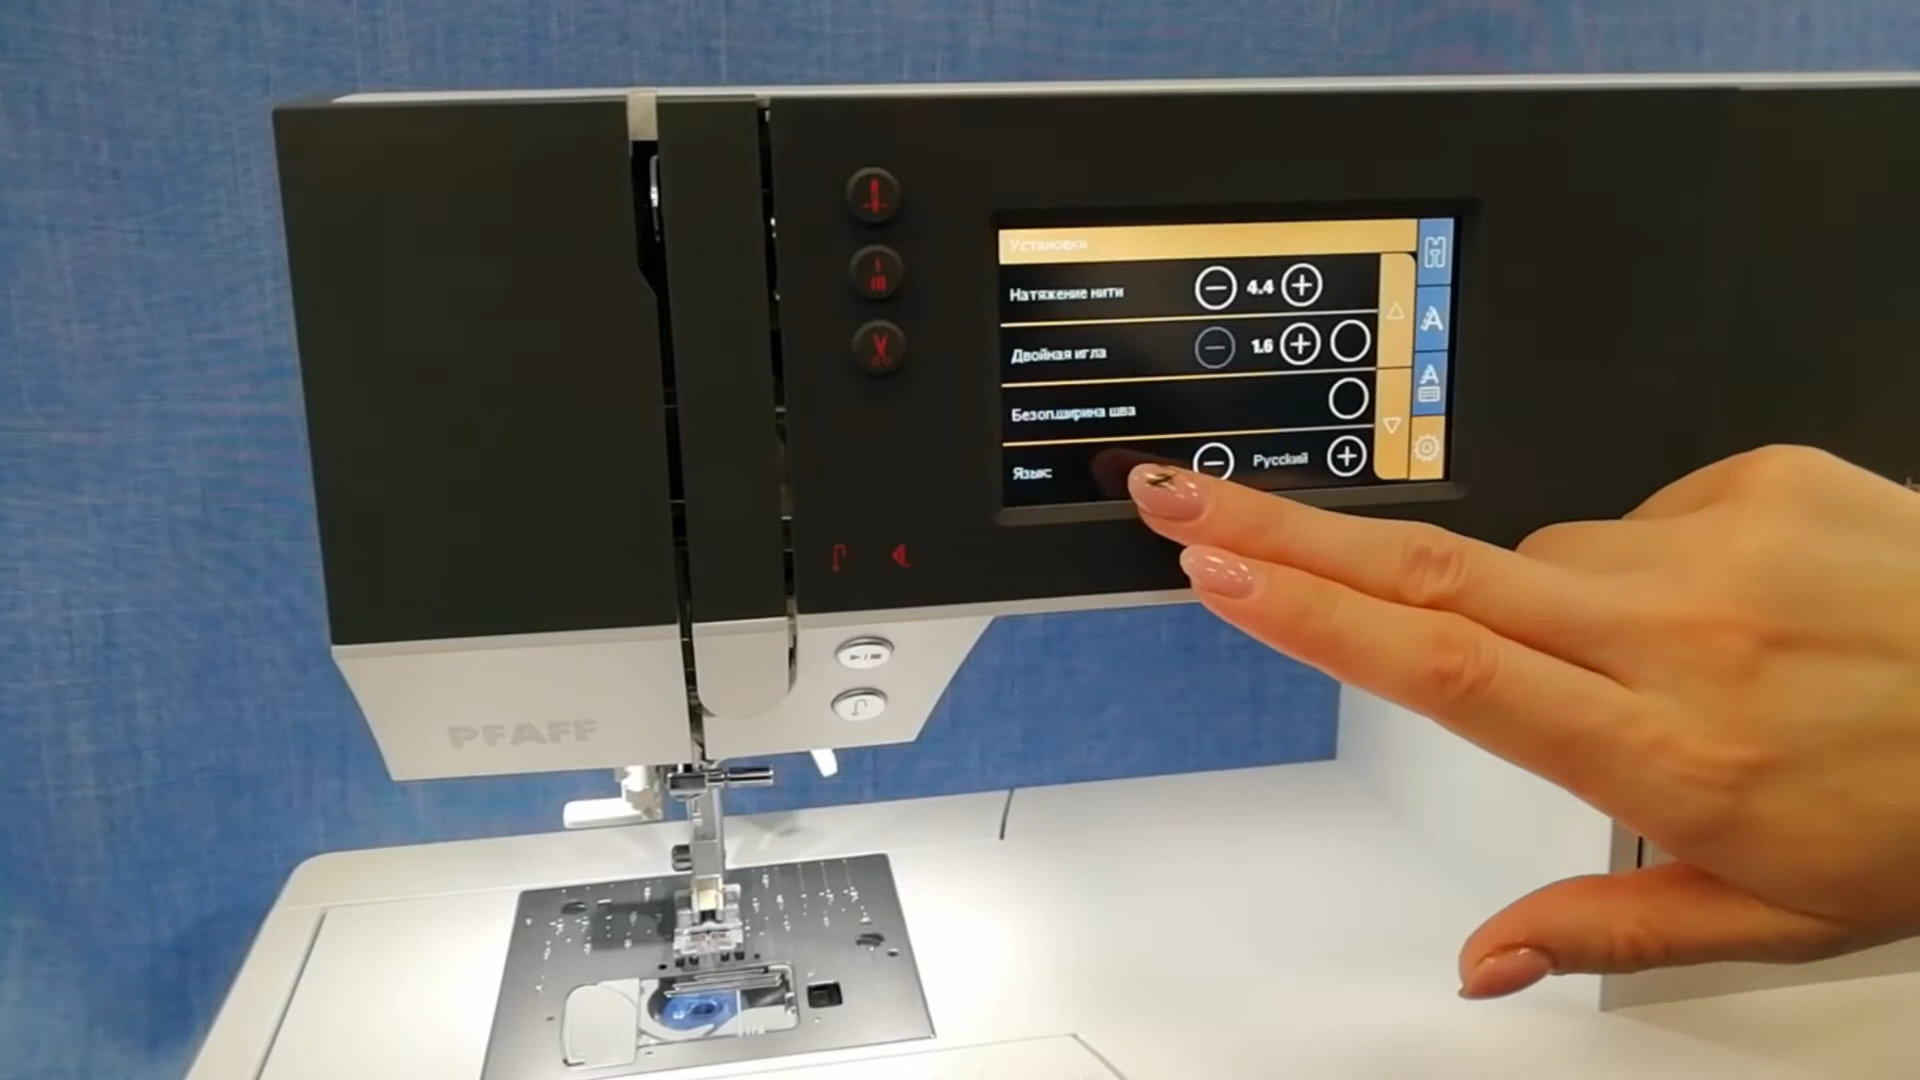 Установки
Натяжение нити 4.4
Двойная игла 1.6
Безоп.ширина шва
Язык: Русский
PFAFF